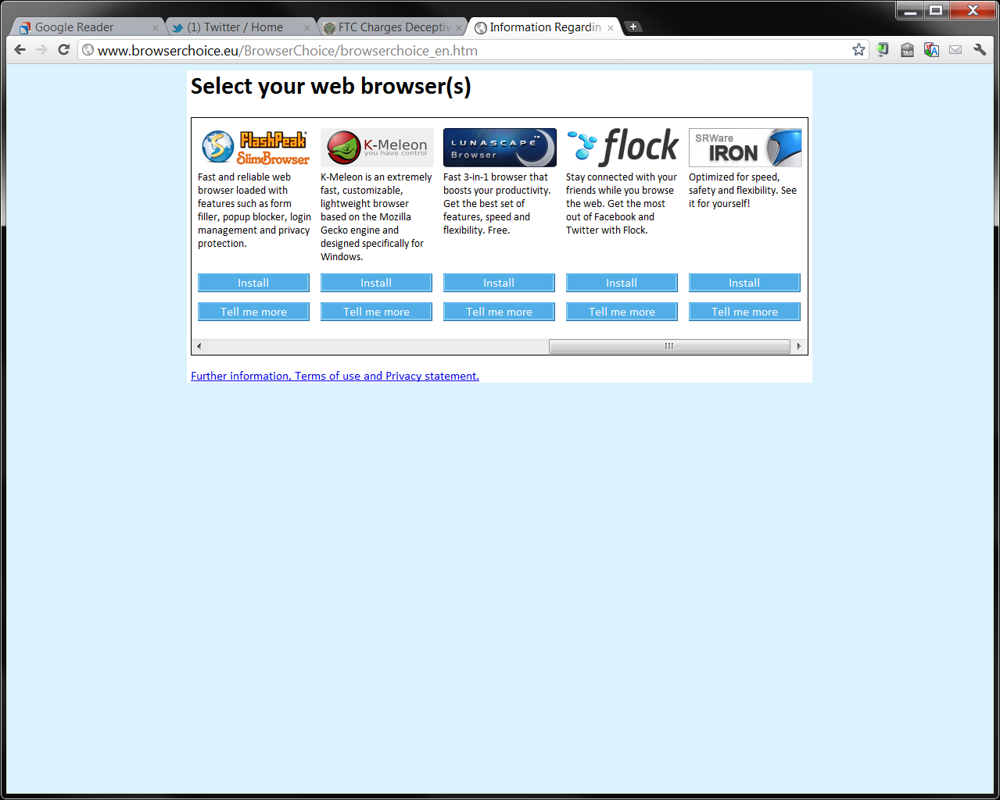 Google Reader
(1) Twitter / Home
FTC Charges Deceptiv
Information Regardin
www.browserchoice.eu/BrowserChoice/browserchoice_en.htm
TAG
Select your web browser(s)
FlashPeak
SlimBrowser
Fast and reliable web
browser loaded with
features such as form
filler, popup blocker, login
management and privacy
protection.
Install
Tell me more
K-Meleon
you have control
K-Meleon is an extremely
fast, customizable,
lightweight browser
based on the Mozilla
Gecko engine and
designed specifically for
Windows.
Install
Tell me more
LUNASCAPE™
Browser
Fast 3-in-1 browser that
boosts your productivity.
Get the best set of
features, speed and
flexibility. Free.
Install
Tell me more
flock
Stay connected with your
friends while you browse
the web. Get the most
out of Facebook and
Twitter with Flock.
Install
Tell me more
SRWare
IRON
Optimized for speed,
safety and flexibility. See
it for yourself!
Install
Tell me more
Further information, Terms of use and Privacy statement.